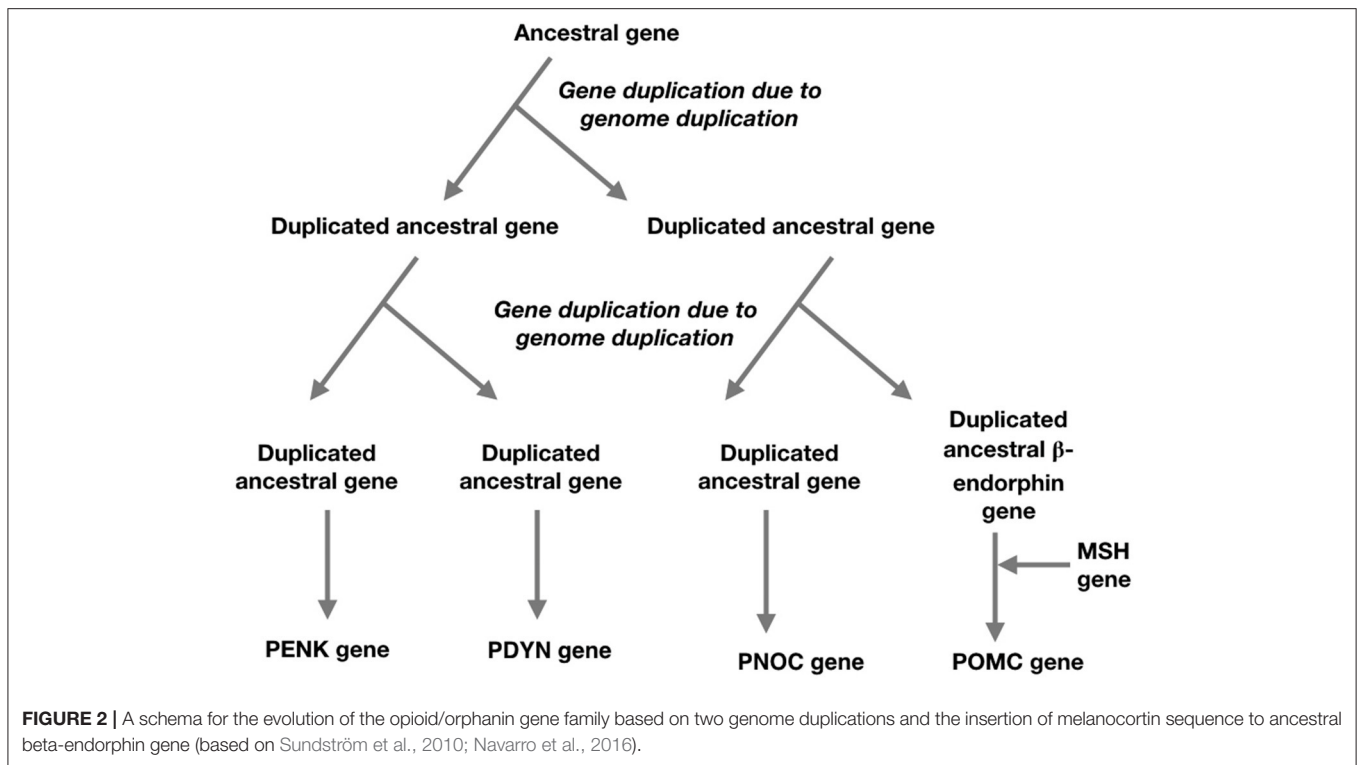 Ancestral gene
Gene duplication due to
genome duplication
Duplicated ancestral gene
Duplicated ancestral gene
Gene duplication due to
genome duplication
Duplicated
ancestral gene
Duplicated
ancestral gene
Duplicated
ancestral gene
Duplicated
ancestral β-
endorphin
gene
MSH
gene
PENK gene
PDYN gene
PNOC gene
POMC gene
FIGURE 2 | A schema for the evolution of the opioid/orphanin gene family based on two genome duplications and the insertion of melanocortin sequence to ancestral
beta-endorphin gene (based on Sundström et al., 2010; Navarro et al., 2016).